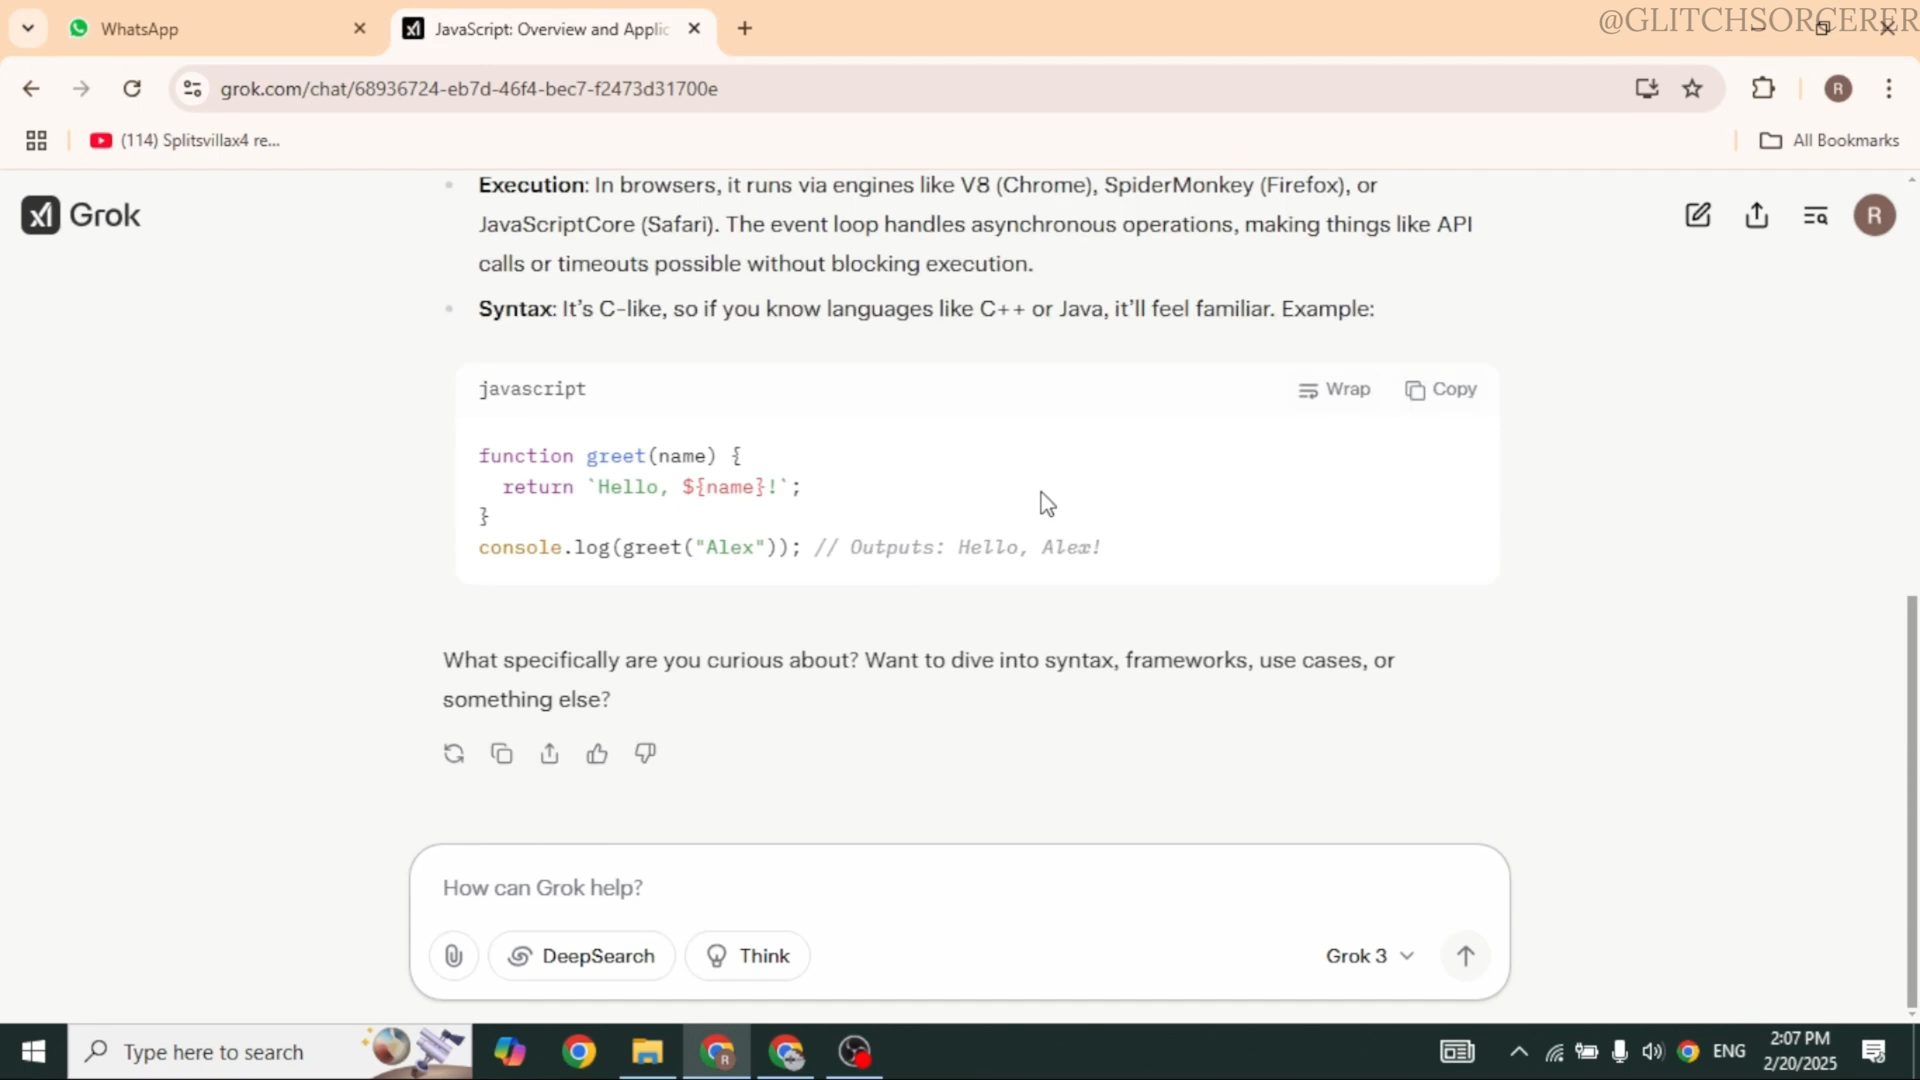 WhatsApp
JavaScript: Overview and Applic
@GLITCHSORCERER
grok.com/chat/68936724-eb7d-46f4-bec7-f2473d31700e
R
(114) Splitsvillax4 re...
All Bookmarks
Grok
R
Execution: In browsers, it runs via engines like V8 (Chrome), SpiderMonkey (Firefox), or
JavaScriptCore (Safari). The event loop handles asynchronous operations, making things like API
calls or timeouts possible without blocking execution.
Syntax: It’s C-like, so if you know languages like C++ or Java, it’ll feel familiar. Example:
javascript
Wrap
Copy
function greet(name) {
return `Hello, ${name}!`;
}
console.log(greet("Alex")); // Outputs: Hello, Alex!
What specifically are you curious about? Want to dive into syntax, frameworks, use cases, or
something else?
How can Grok help?
DeepSearch
Think
Grok 3
Type here to search
R
ENG
2:07 PM
2/20/2025